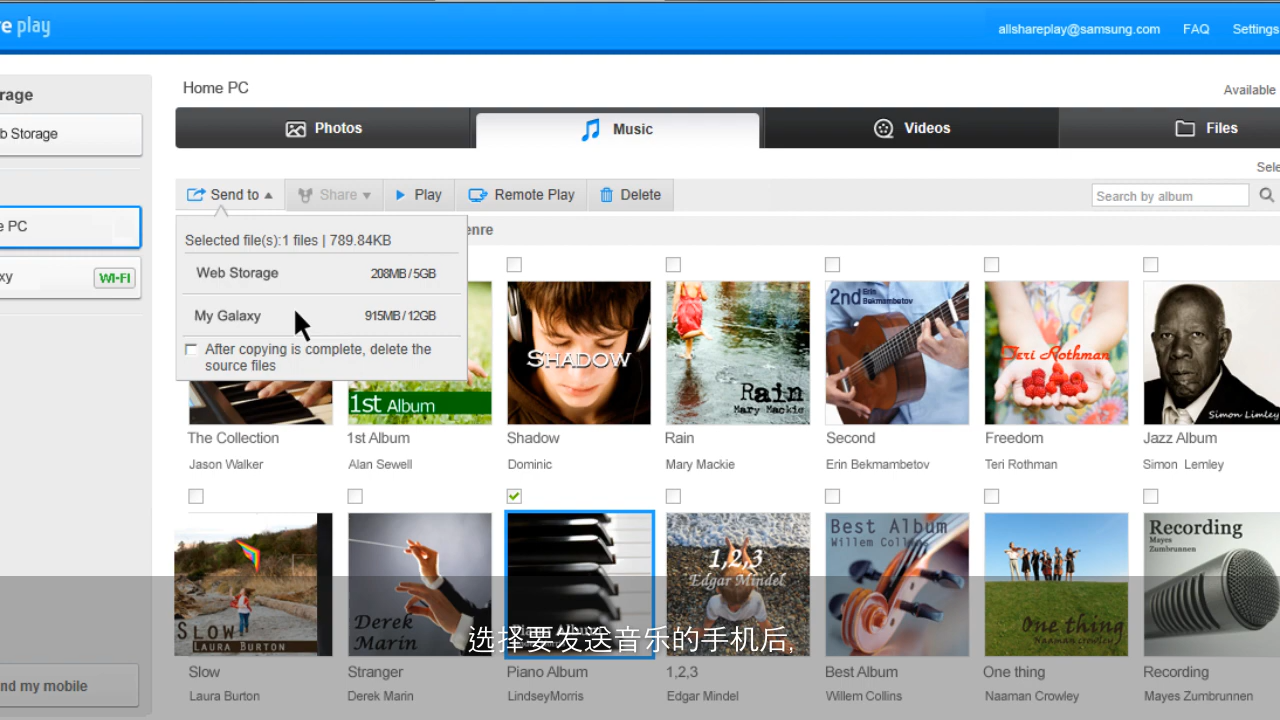 re play
allshareplay@samsung.com FAQ Settings
rage
Home PC
Available
b Storage
Photos Music Videos Files
Sele
Send to Share Play Remote Play Delete
Search by album
e PC
enre
Selected file(s):1 files | 789.84KB
Web Storage 208MB/5GB
xy WI-FI
My Galaxy 915MB/12GB
After copying is complete, delete the
source files
1st Album
SHADOW
Rain
Mary Mackie
2nd Erin
Bekmambetov
Teri Rothman
Simon Limley
The Collection 1st Album Shadow Rain Second Freedom Jazz Album
Jason Walker Alan Sewell Dominic Mary Mackie Erin Bekmambetov Teri Rothman Simon Lemley
SLOW
LAURA BURTON
Derek
Marin
1,2,3
Edgar Mindel
Best Album
One thing
Naaman crowley
Recording
Mayes
Zumbrunnen
选择要发送音乐的手机后,
Slow Stranger Piano Album 1,2,3 Best Album One thing Recording
Laura Burton Derek Marin LindseyMorris Edgar Mindel Willem Collins Naaman Crowley Mayes Zumbrunnen
nd my mobile